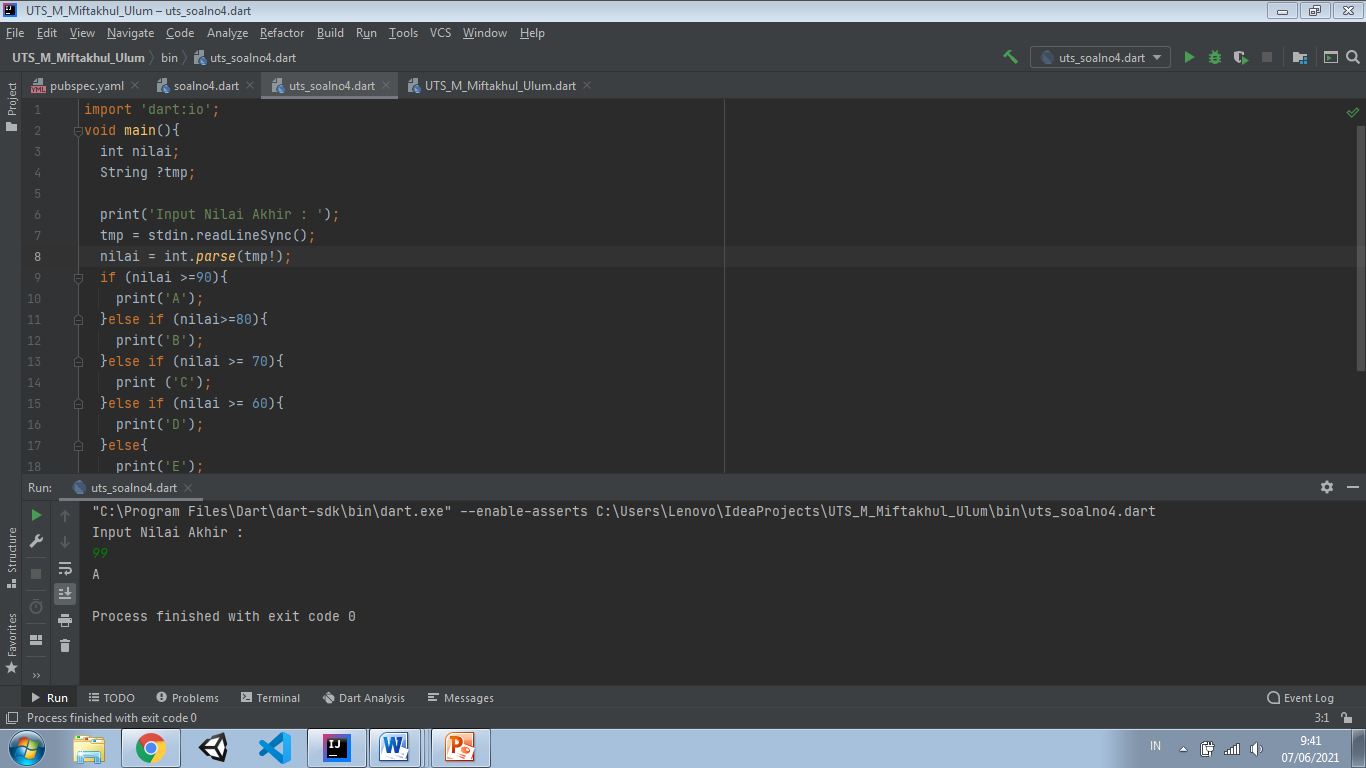 UTS_M_Miftakhul_Ulum – uts_soalno4.dart
File Edit View Navigate Code Analyze Refactor Build Run Tools VCS Window Help
UTS_M_Miftakhul_Ulum bin uts_soalno4.dart uts_soalno4.dart
Project
pubspec.yaml soalno4.dart uts_soalno4.dart UTS_M_Miftakhul_Ulum.dart
1 import 'dart:io';
2 void main(){
3 int nilai;
4 String ?tmp;
5
6 print('Input Nilai Akhir : ');
7 tmp = stdin.readLineSync();
8 nilai = int.parse(tmp!);
9 if (nilai >=90){
10 print('A');
11 }else if (nilai>=80){
12 print('B');
13 }else if (nilai >= 70){
14 print ('C');
15 }else if (nilai >= 60){
16 print('D');
17 }else{
18 print('E');
Run: uts_soalno4.dart
"C:\Program Files\Dart\dart-sdk\bin\dart.exe" --enable-asserts C:\Users\Lenovo\IdeaProjects\UTS_M_Miftakhul_Ulum\bin\uts_soalno4.dart
Input Nilai Akhir :
99
A
Process finished with exit code 0
Structure
Favorites
Run TODO Problems Terminal Dart Analysis Messages Event Log
Process finished with exit code 0 3:1
IN 9:41
07/06/2021